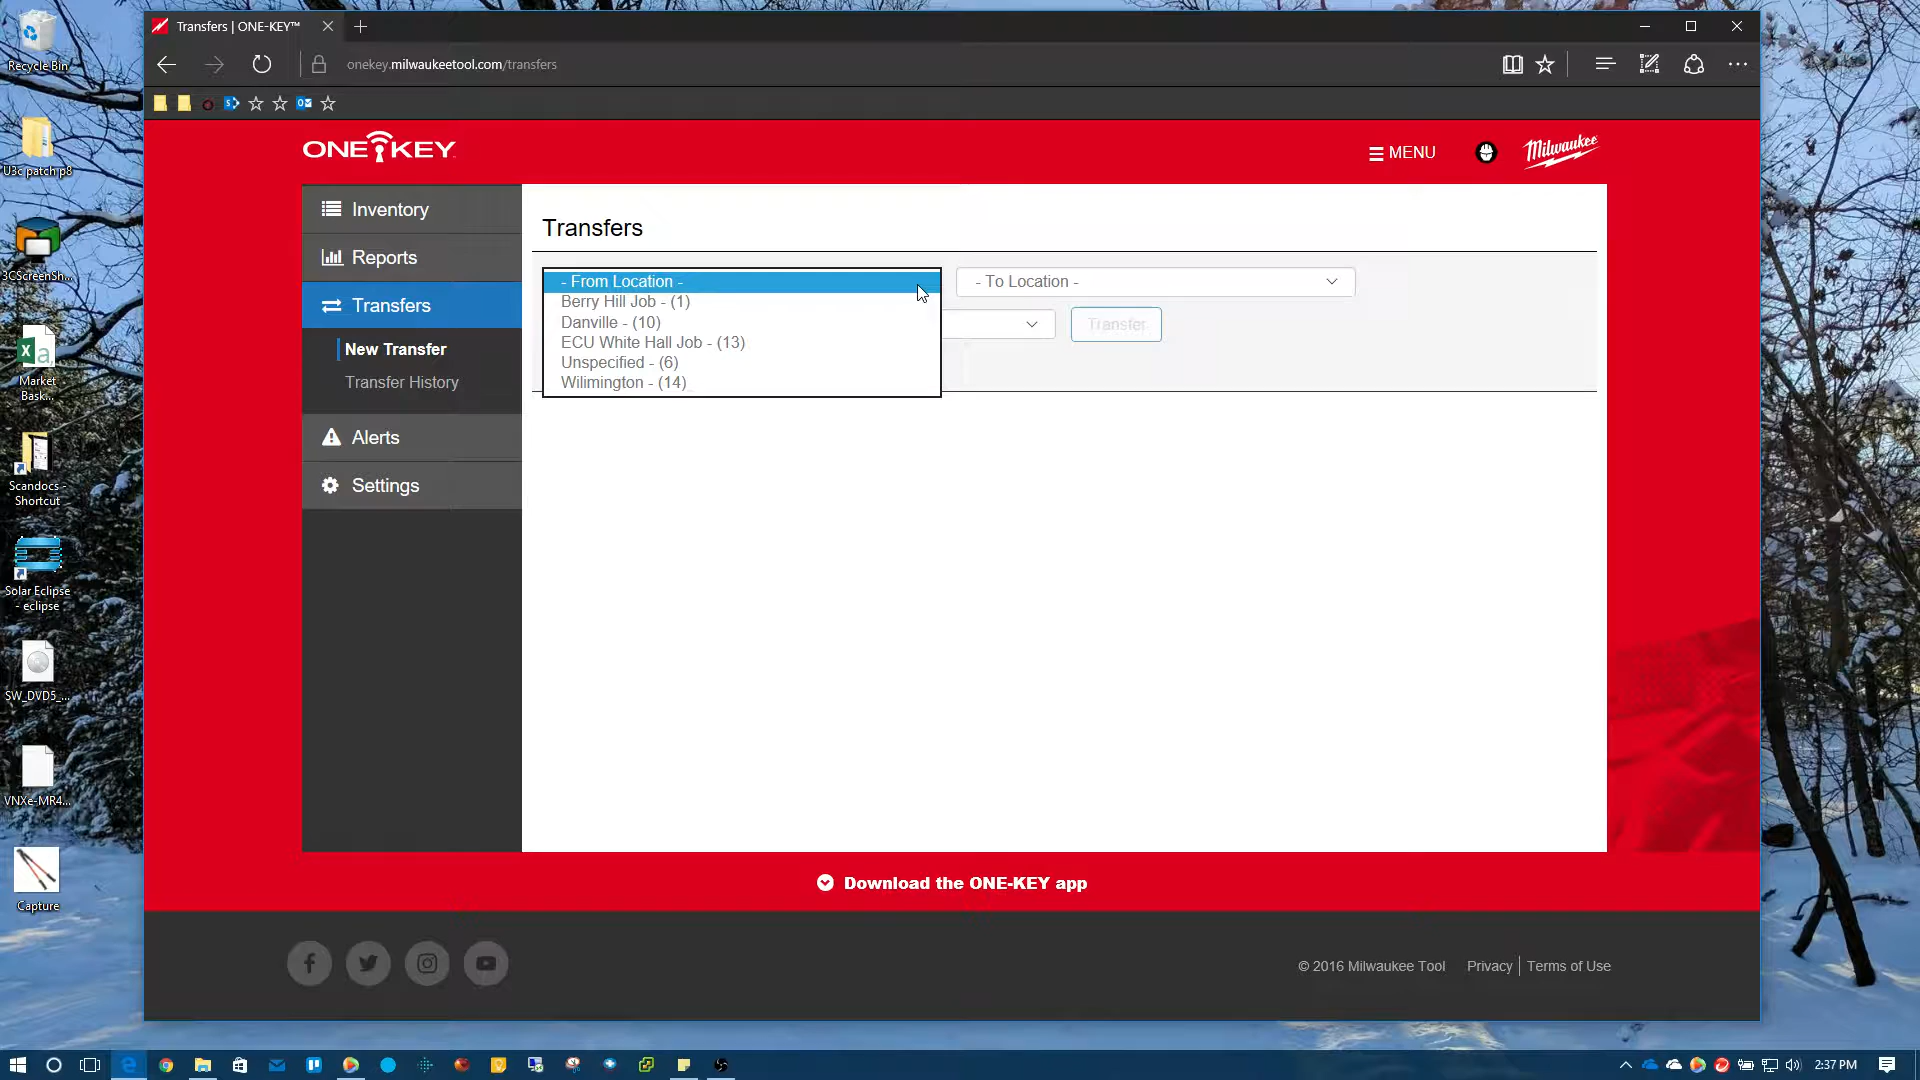 Recycle Bin
U3c patch p8
3CScreenSh...
Market
Bask...
Scandocs -
Shortcut
Solar Eclipse
- eclipse
SW_DVD5_...
VNXe-MR4...
Capture
Transfers | ONE-KEY™
onekey.milwaukeetool.com/transfers
ONE KEY
MENU
Milwaukee
Inventory
Reports
Transfers
New Transfer
Transfer History
Alerts
Settings
Transfers
- From Location -
Berry Hill Job - (1)
Danville - (10)
ECU White Hall Job - (13)
Unspecified - (6)
Wilimington - (14)
- To Location -
Transfer
Download the ONE-KEY app
© 2016 Milwaukee Tool
Privacy
Terms of Use
2:37 PM